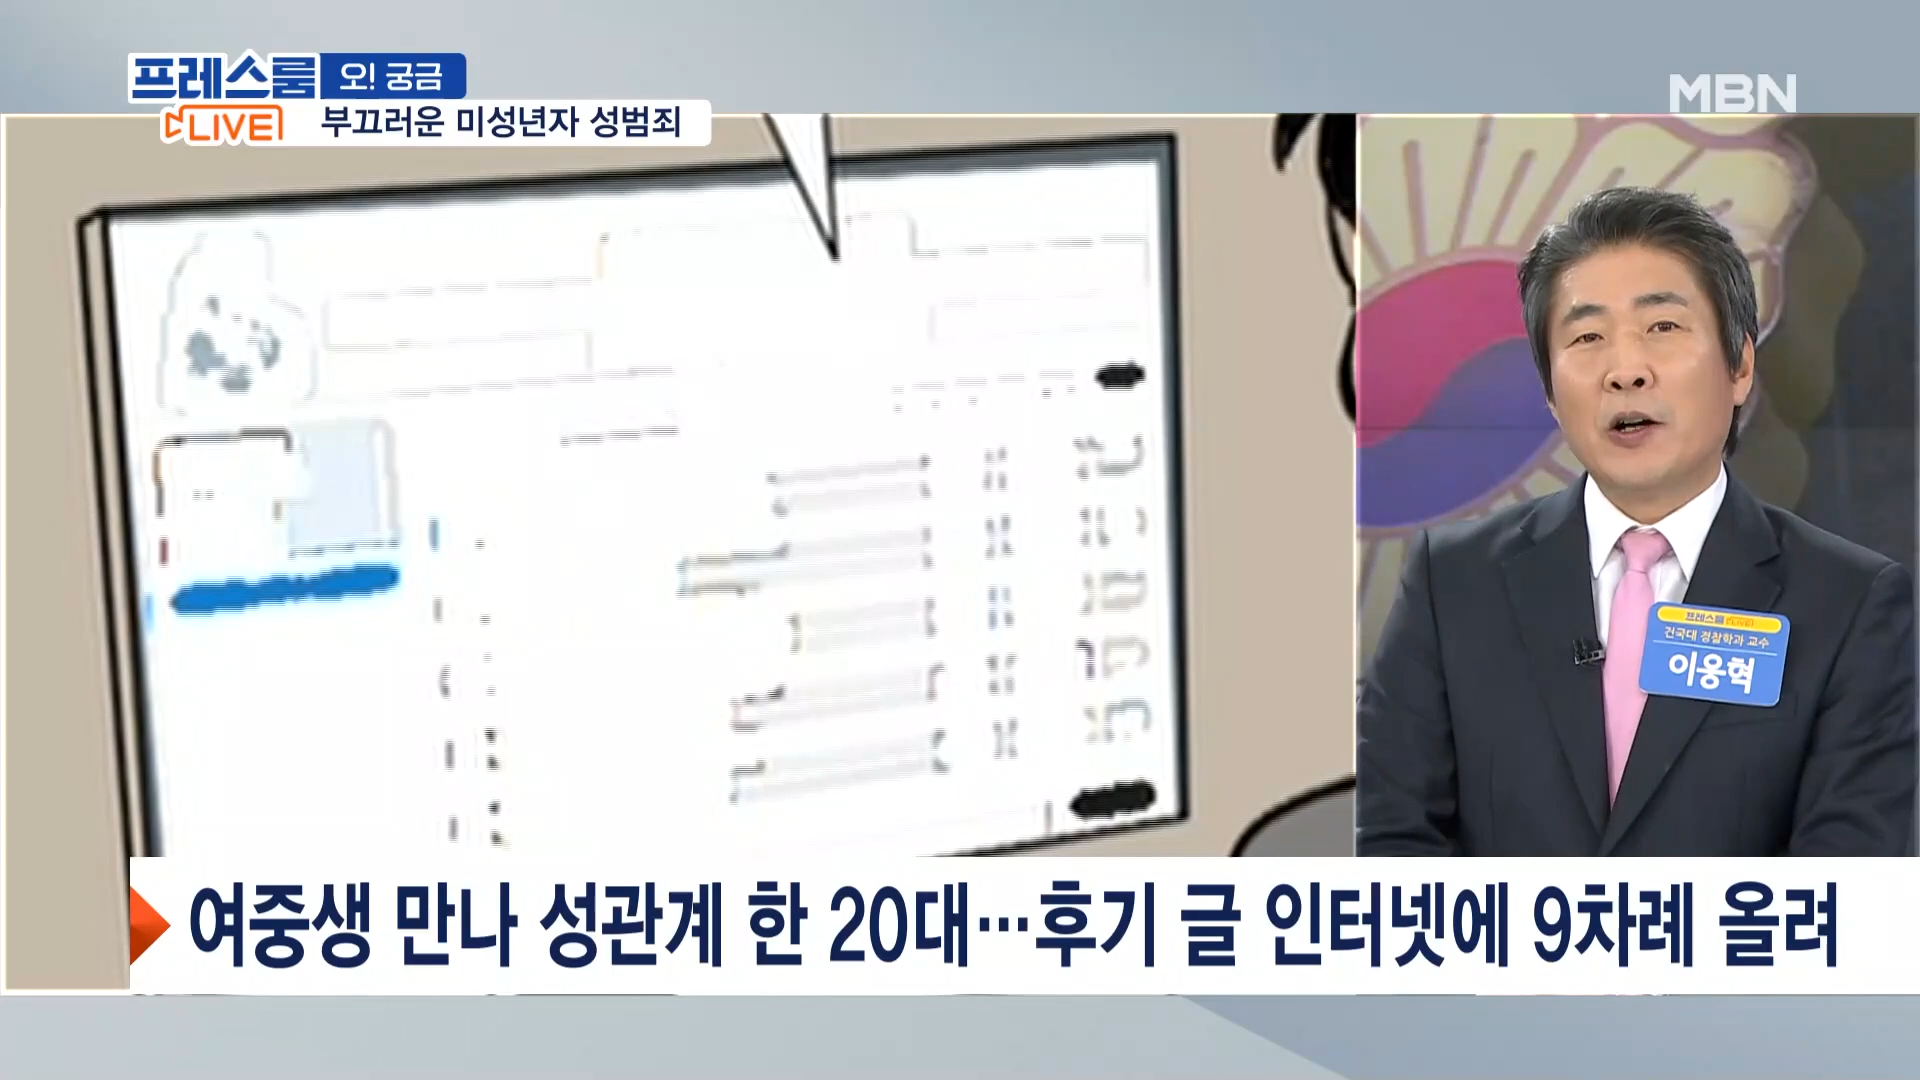 프레스룸 오! 궁금
LIVE! 부끄러운 미성년자 성범죄
MBN
프레스룸 LIVE!
건국대 경찰학과 교수
이웅혁
여중생 만나 성관계 한 20대…후기 글 인터넷에 9차례 올려